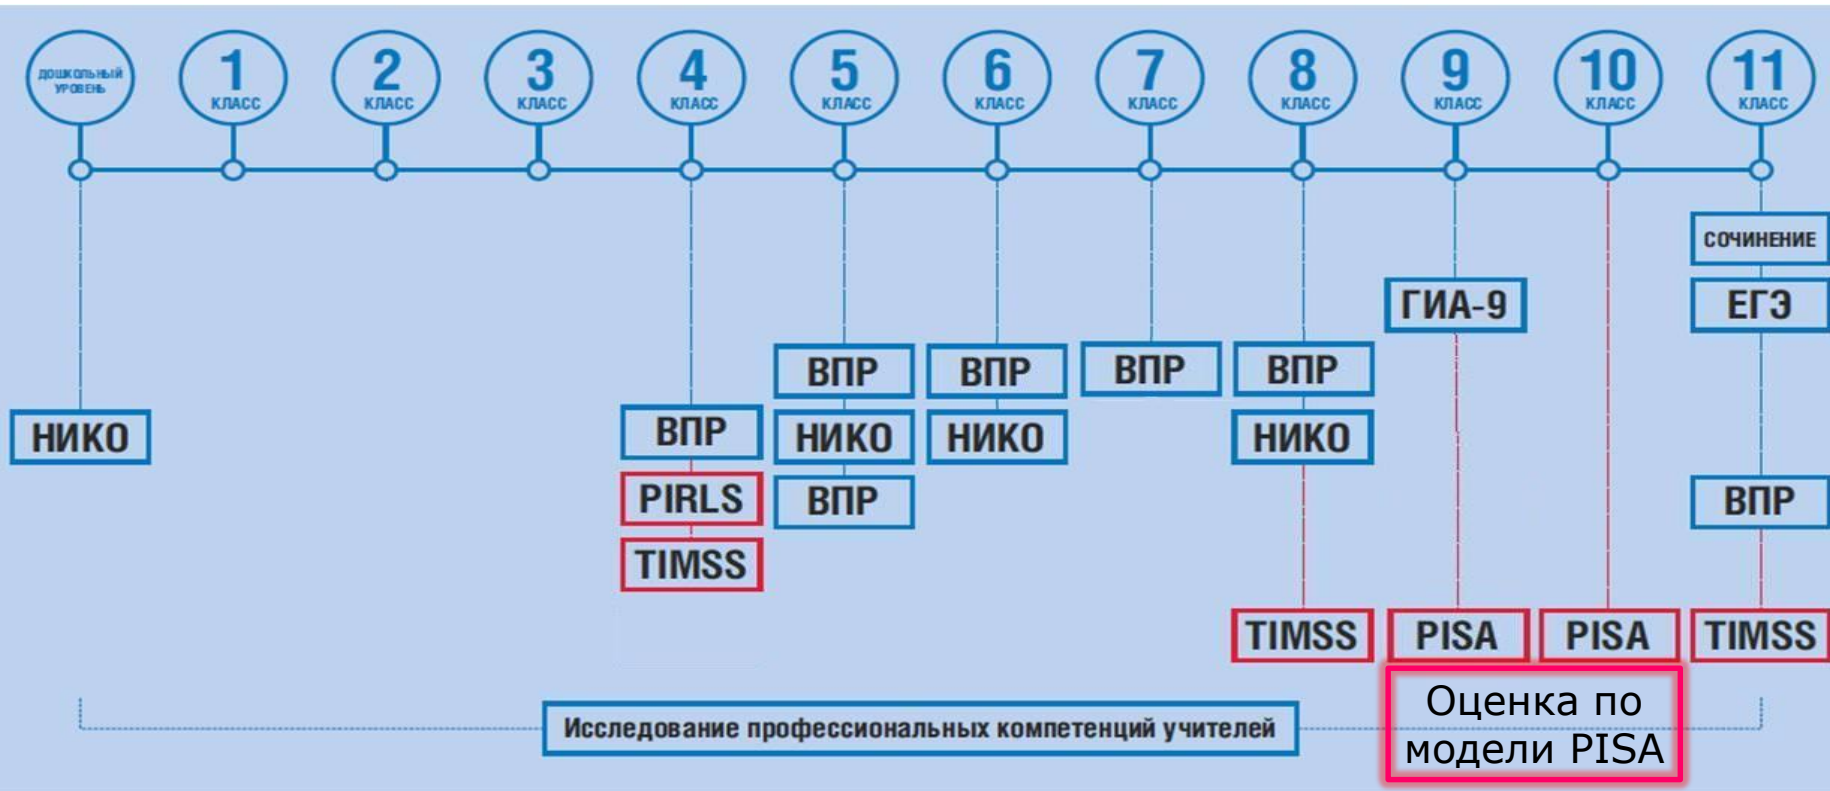 ДОШКОЛЬНЫЙ
УРОВЕНЬ
1
КЛАСС
2
КЛАСС
3
КЛАСС
4
КЛАСС
5
КЛАСС
6
КЛАСС
7
КЛАСС
8
КЛАСС
9
КЛАСС
10
КЛАСС
11
КЛАСС
НИКО
ВПР
PIRLS
TIMSS
ВПР
НИКО
ВПР
ВПР
НИКО
ВПР
ВПР
НИКО
TIMSS
ГИА-9
PISA
PISA
СОЧИНЕНИЕ
ЕГЭ
ВПР
TIMSS
Исследование профессиональных компетенций учителей
Оценка по
модели PISA